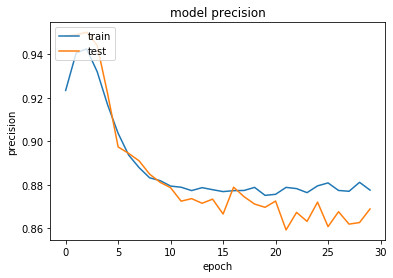 model precision
train
test
precision
0.94
0.92
0.90
0.88
0.86
0 5 10 15 20 25 30
epoch